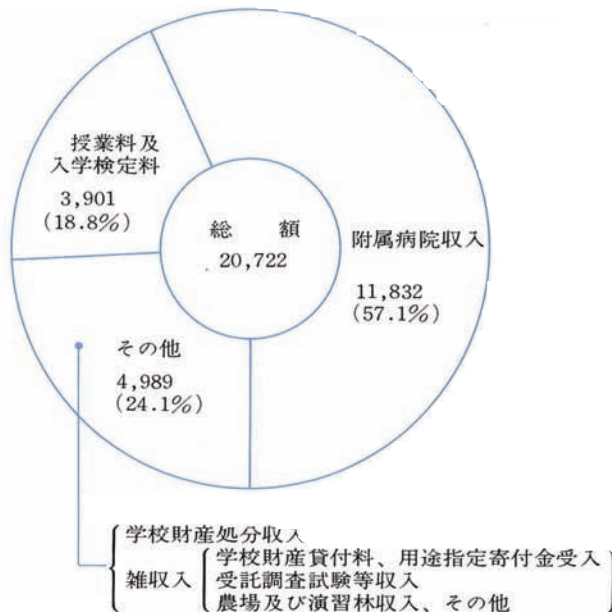 授業料及
入学検定料
3,901
(18.8%)
総 額
20,722
附属病院収入
11,832
(57.1%)
その他
4,989
(24.1%)
学校財産処分収入
雑収入
学校財産貸付料、用途指定寄付金受入
受託調査試験等収入
農場及び演習林収入、その他